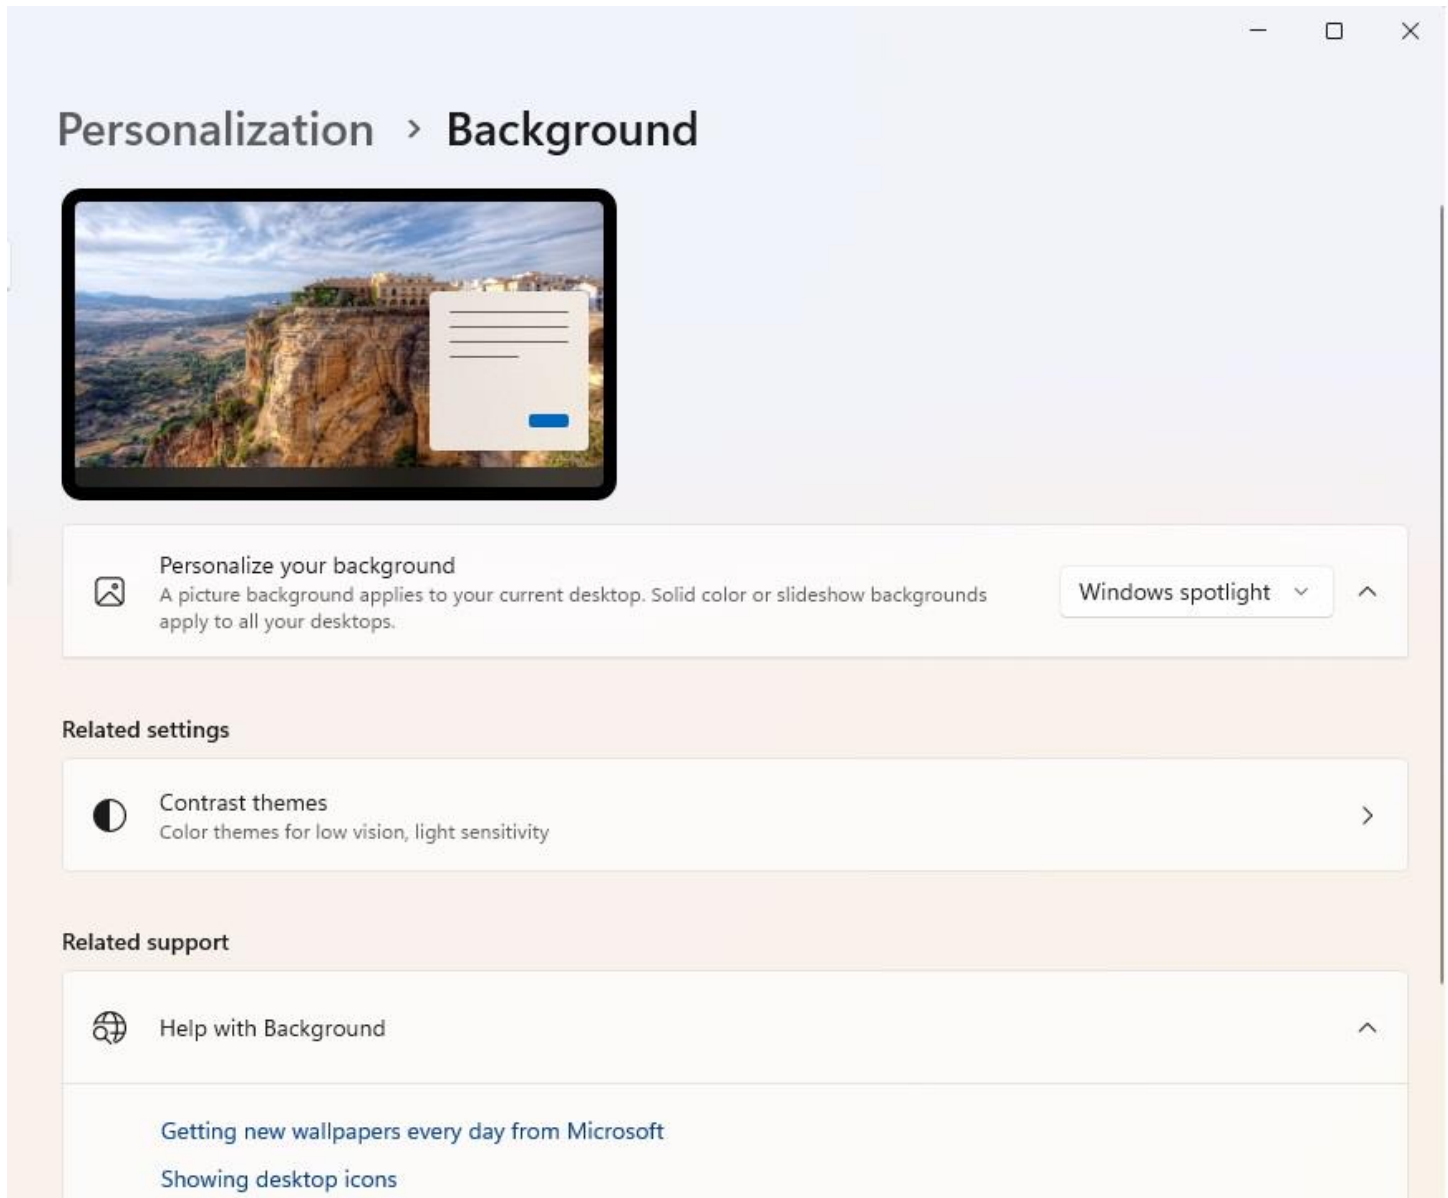 Personalization > Background
Personalize your background
A picture background applies to your current desktop. Solid color or slideshow backgrounds
apply to all your desktops.
Windows spotlight
Related settings
Contrast themes
Color themes for low vision, light sensitivity
Related support
Help with Background
Getting new wallpapers every day from Microsoft
Showing desktop icons